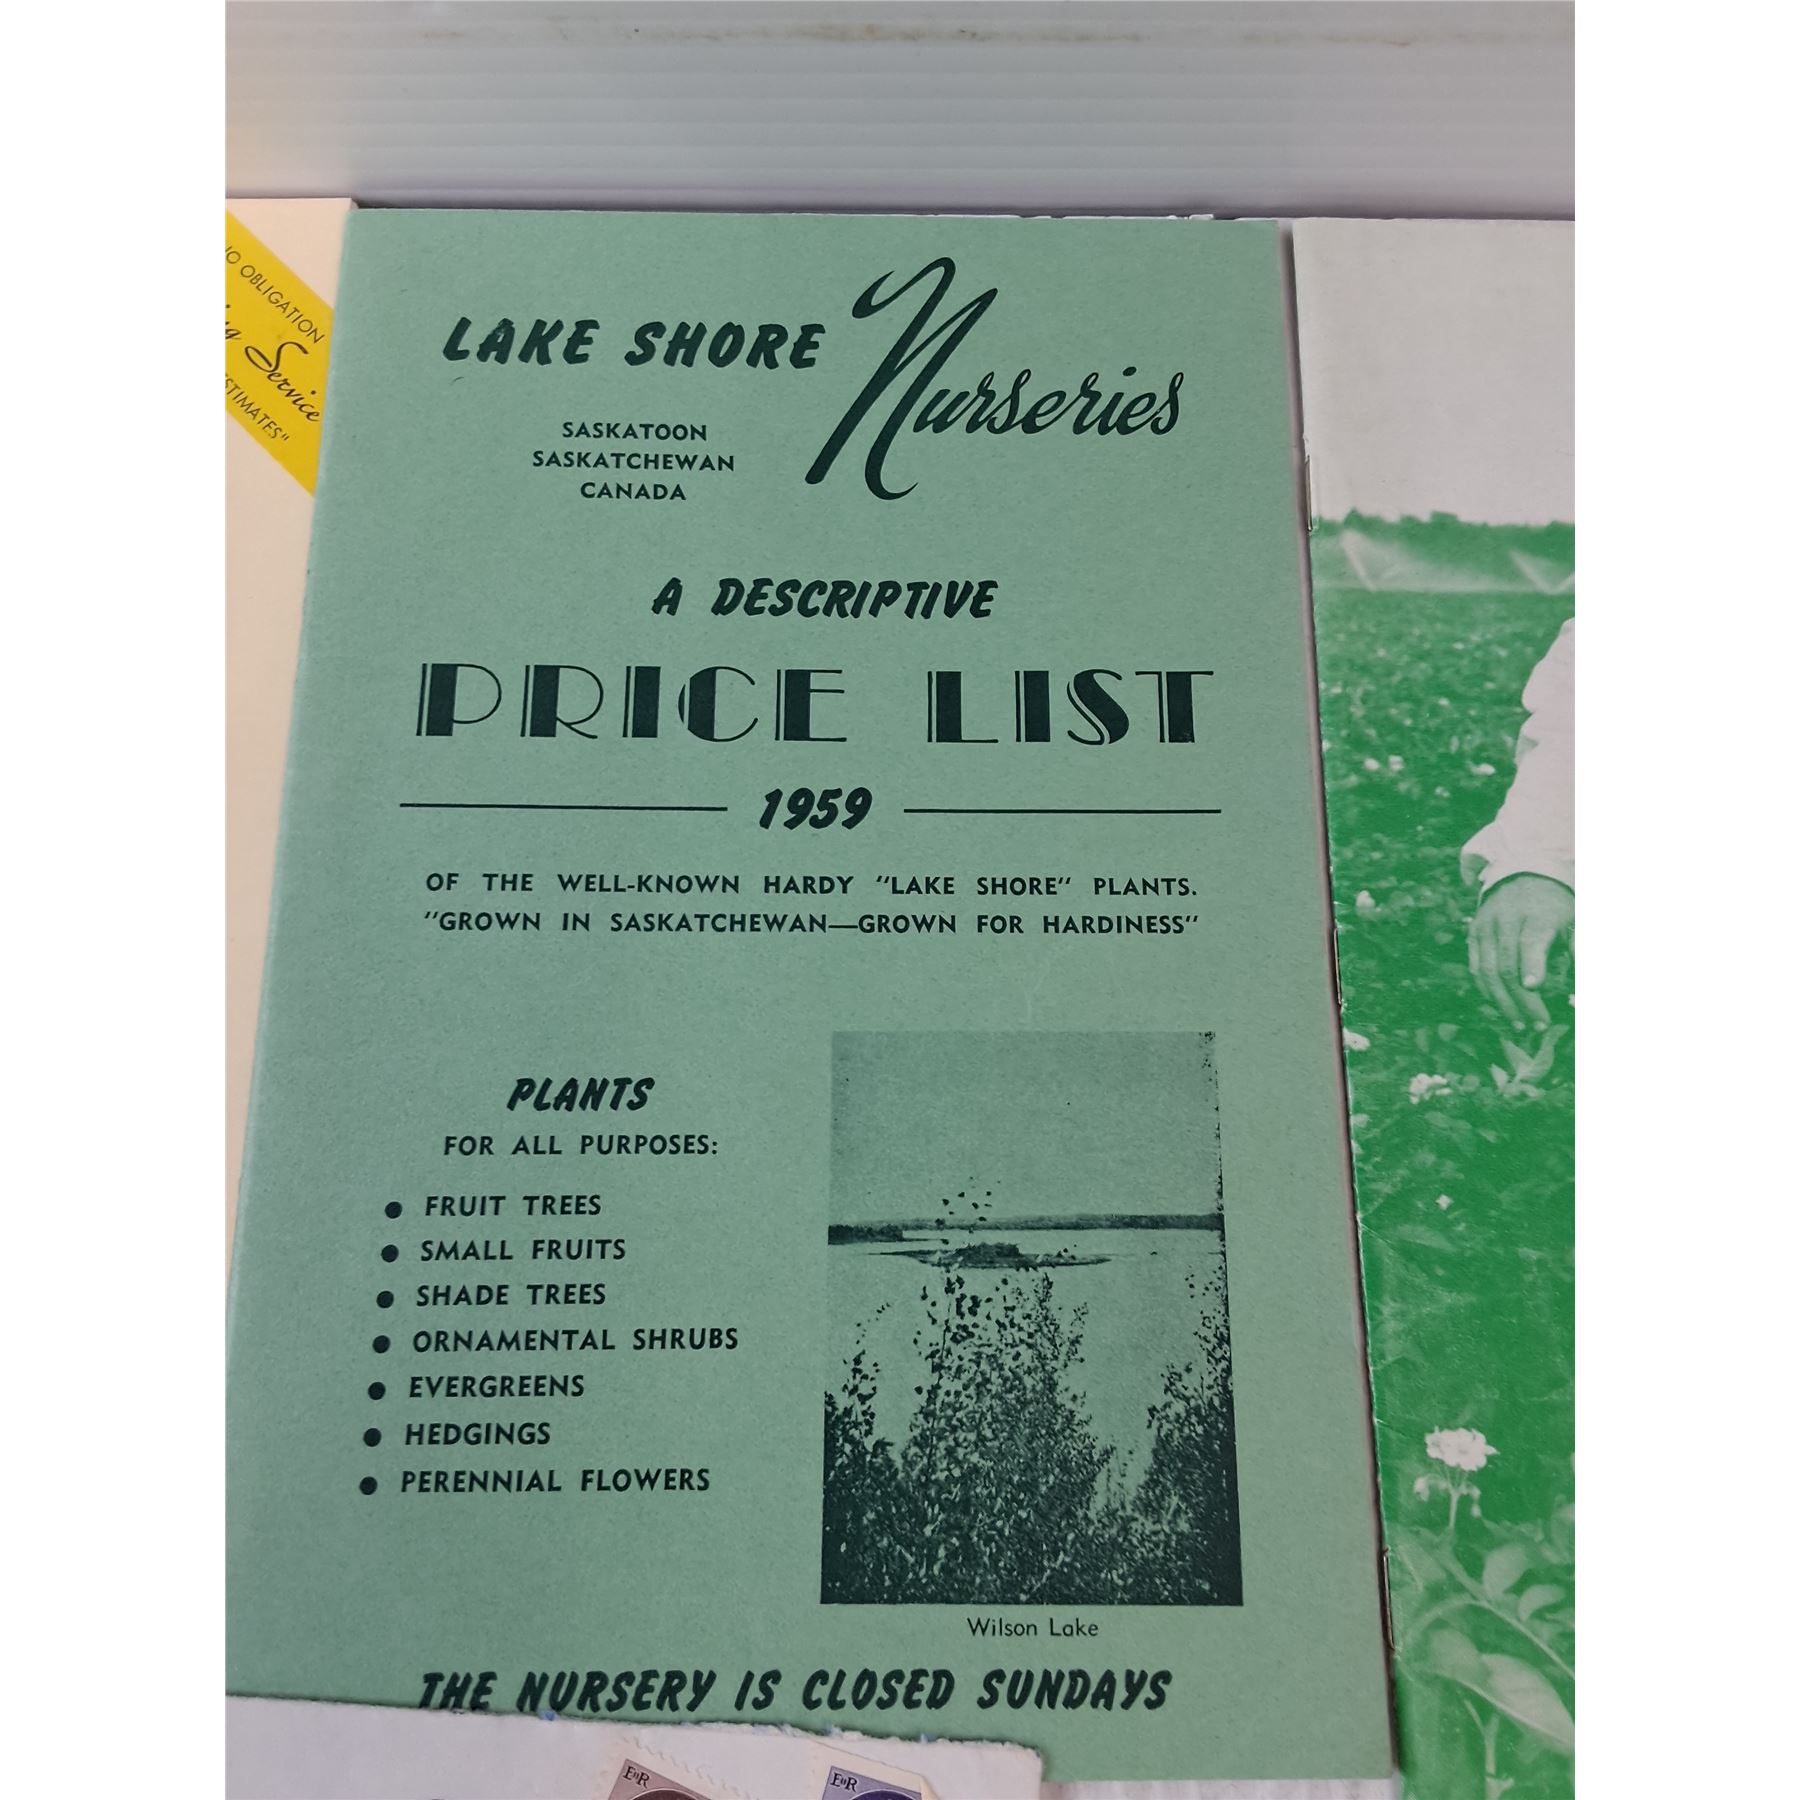 OBLIGATION
Service
ESTIMATES"
LAKE SHORE Nurseries
SASKATOON
SASKATCHEWAN
CANADA
A DESCRIPTIVE
PRICE LIST
1959
OF THE WELL-KNOWN HARDY "LAKE SHORE" PLANTS.
"GROWN IN SASKATCHEWAN—GROWN FOR HARDINESS"
PLANTS
FOR ALL PURPOSES:
• FRUIT TREES
• SMALL FRUITS
• SHADE TREES
• ORNAMENTAL SHRUBS
• EVERGREENS
• HEDGINGS
• PERENNIAL FLOWERS
Wilson Lake
THE NURSERY IS CLOSED SUNDAYS
EIIR
EIIR